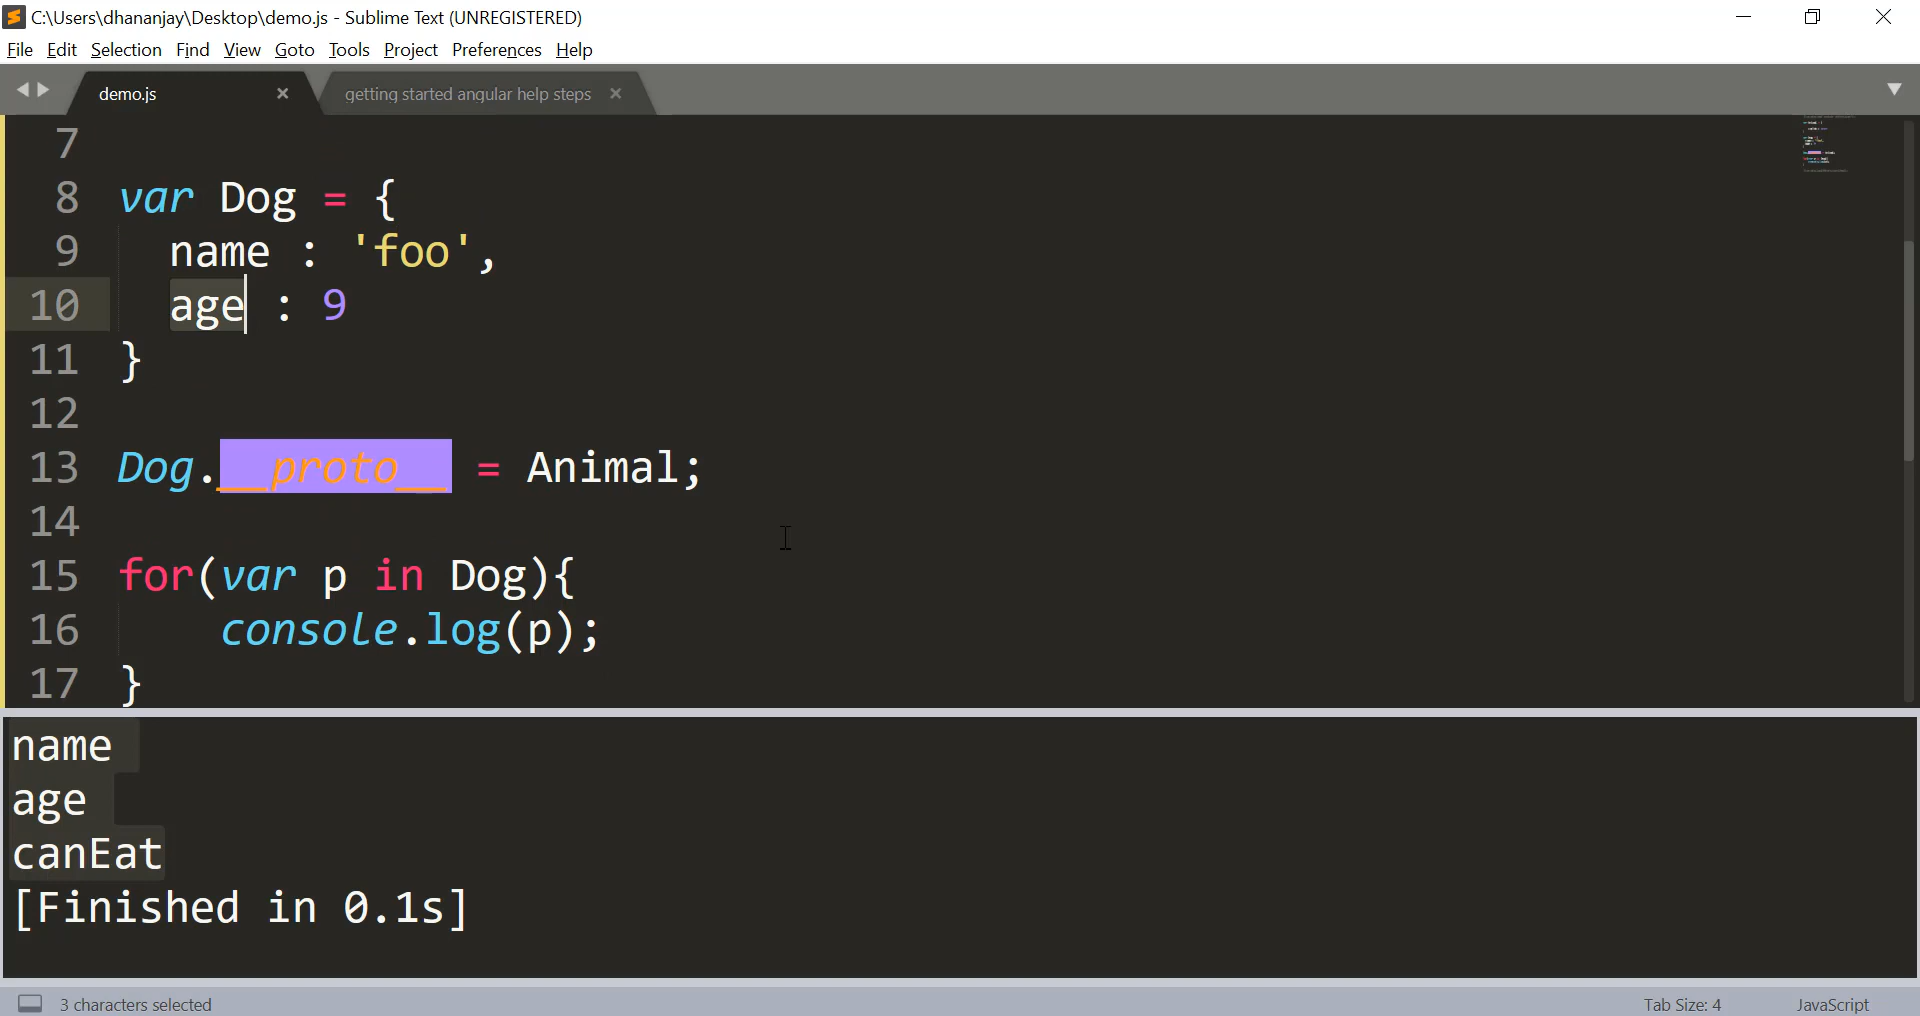 C:\Users\dhananjay\Desktop\demo.js - Sublime Text (UNREGISTERED)
File Edit Selection Find View Goto Tools Project Preferences Help
demo.js × getting started angular help steps ×
7
8 var Dog = {
9 name : 'foo',
10 age : 9
11 }
12
13 Dog.__proto__ = Animal;
14
15 for(var p in Dog){
16 console.log(p);
17 }
name
age
canEat
[Finished in 0.1s]
3 characters selected Tab Size: 4 JavaScript